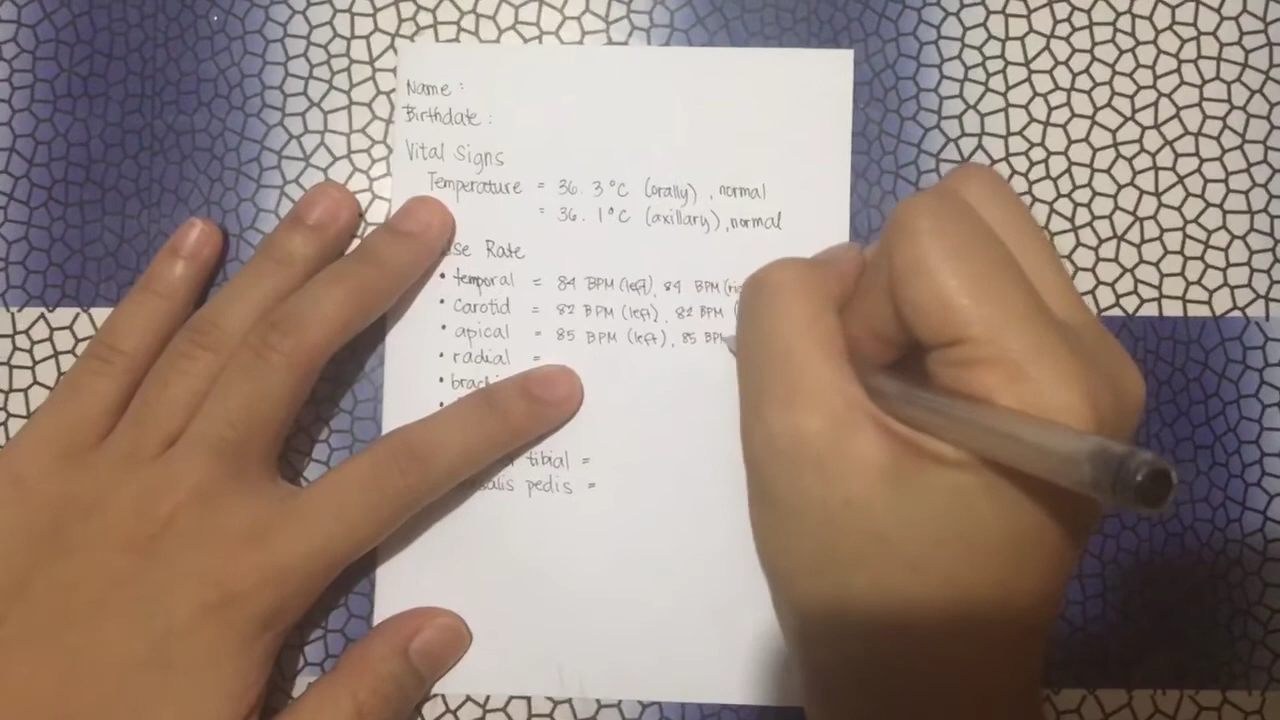 Name :
Birthdate :
Vital Signs
Temperature = 36.3°C (orally), normal
= 36.1°C (axillary), normal
Rate
• temporal = 84 BPM (left), 84 BPM
• carotid = 82 BPM (left), 82 BPM
• apical = 85 BPM (left), 85
• radial =
tibial =
pedis =